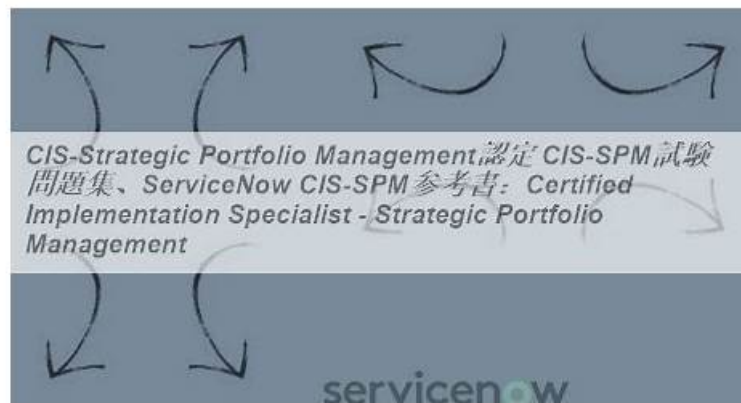 CIS-Strategic Portfolio Management認定 CIS-SPM試験
問題集、ServiceNow CIS-SPM参考書：Certified
Implementation Specialist - Strategic Portfolio
Management
servicenow